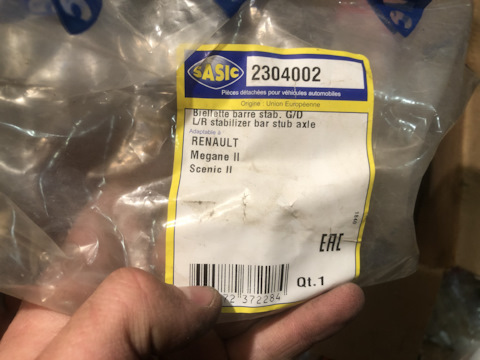 SASIC
2304002
Pièces détachées pour véhicules automobiles
Origine : Union Européenne
Biellette barre stab. G/D
L/R stabilizer bar stub axle
Adaptable à
RENAULT
Megane II
Scenic II
EAC
Qt.1
372284